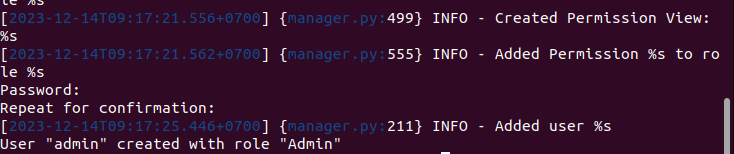 le %s
[2023-12-14T09:17:21.556+0700] {manager.py:499} INFO - Created Permission View:
%s
[2023-12-14T09:17:21.562+0700] {manager.py:555} INFO - Added Permission %s to ro
le %s
Password:
Repeat for confirmation:
[2023-12-14T09:17:25.446+0700] {manager.py:211} INFO - Added user %s
User "admin" created with role "Admin"